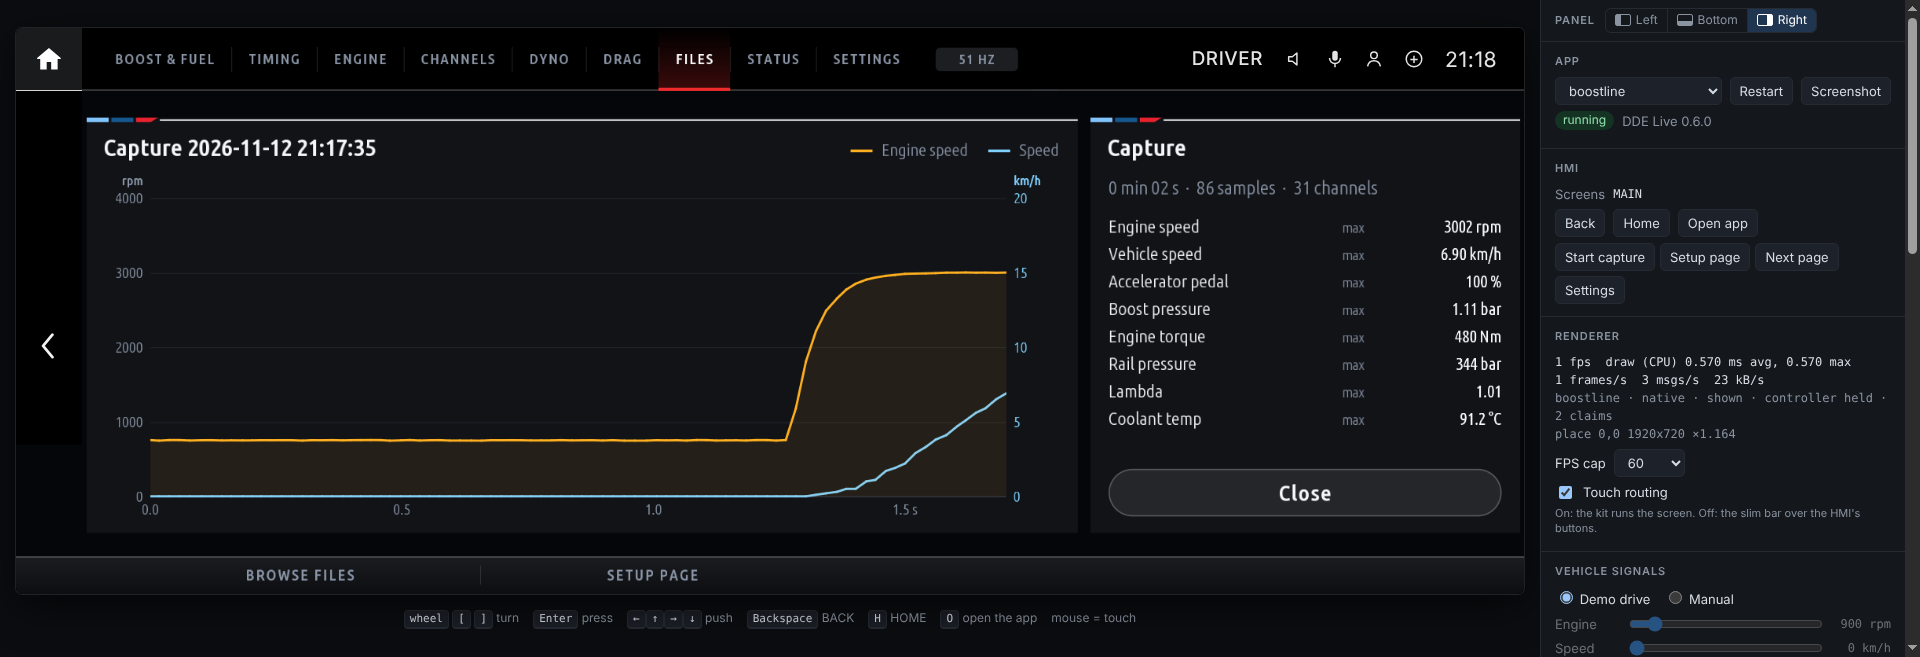 BOOST & FUEL TIMING ENGINE CHANNELS DYNO DRAG FILES STATUS SETTINGS 51 HZ DRIVER 21:18
Capture 2026-11-12 21:17:35
Engine speed Speed
rpm km/h
4000 20
3000 15
2000 10
1000 5
0 0
0.0 0.5 1.0 1.5 s
Capture
0 min 02 s · 86 samples · 31 channels
Engine speed max 3002 rpm
Vehicle speed max 6.90 km/h
Accelerator pedal max 100 %
Boost pressure max 1.11 bar
Engine torque max 480 Nm
Rail pressure max 344 bar
Lambda max 1.01
Coolant temp max 91.2 °C
Close
BROWSE FILES SETUP PAGE
wheel [ ] turn Enter press ← ↑ → ↓ push Backspace BACK H HOME O open the app mouse = touch
PANEL Left Bottom Right
APP
boostline Restart Screenshot
running DDE Live 0.6.0
HMI
Screens MAIN
Back Home Open app
Start capture Setup page Next page
Settings
RENDERER
1 fps draw (CPU) 0.570 ms avg, 0.570 max
1 frames/s 3 msgs/s 23 kB/s
boostline · native · shown · controller held ·
2 claims
place 0,0 1920x720 ×1.164
FPS cap 60
Touch routing
On: the kit runs the screen. Off: the slim bar over the HMI's
buttons.
VEHICLE SIGNALS
Demo drive Manual
Engine 900 rpm
Speed 0 km/h